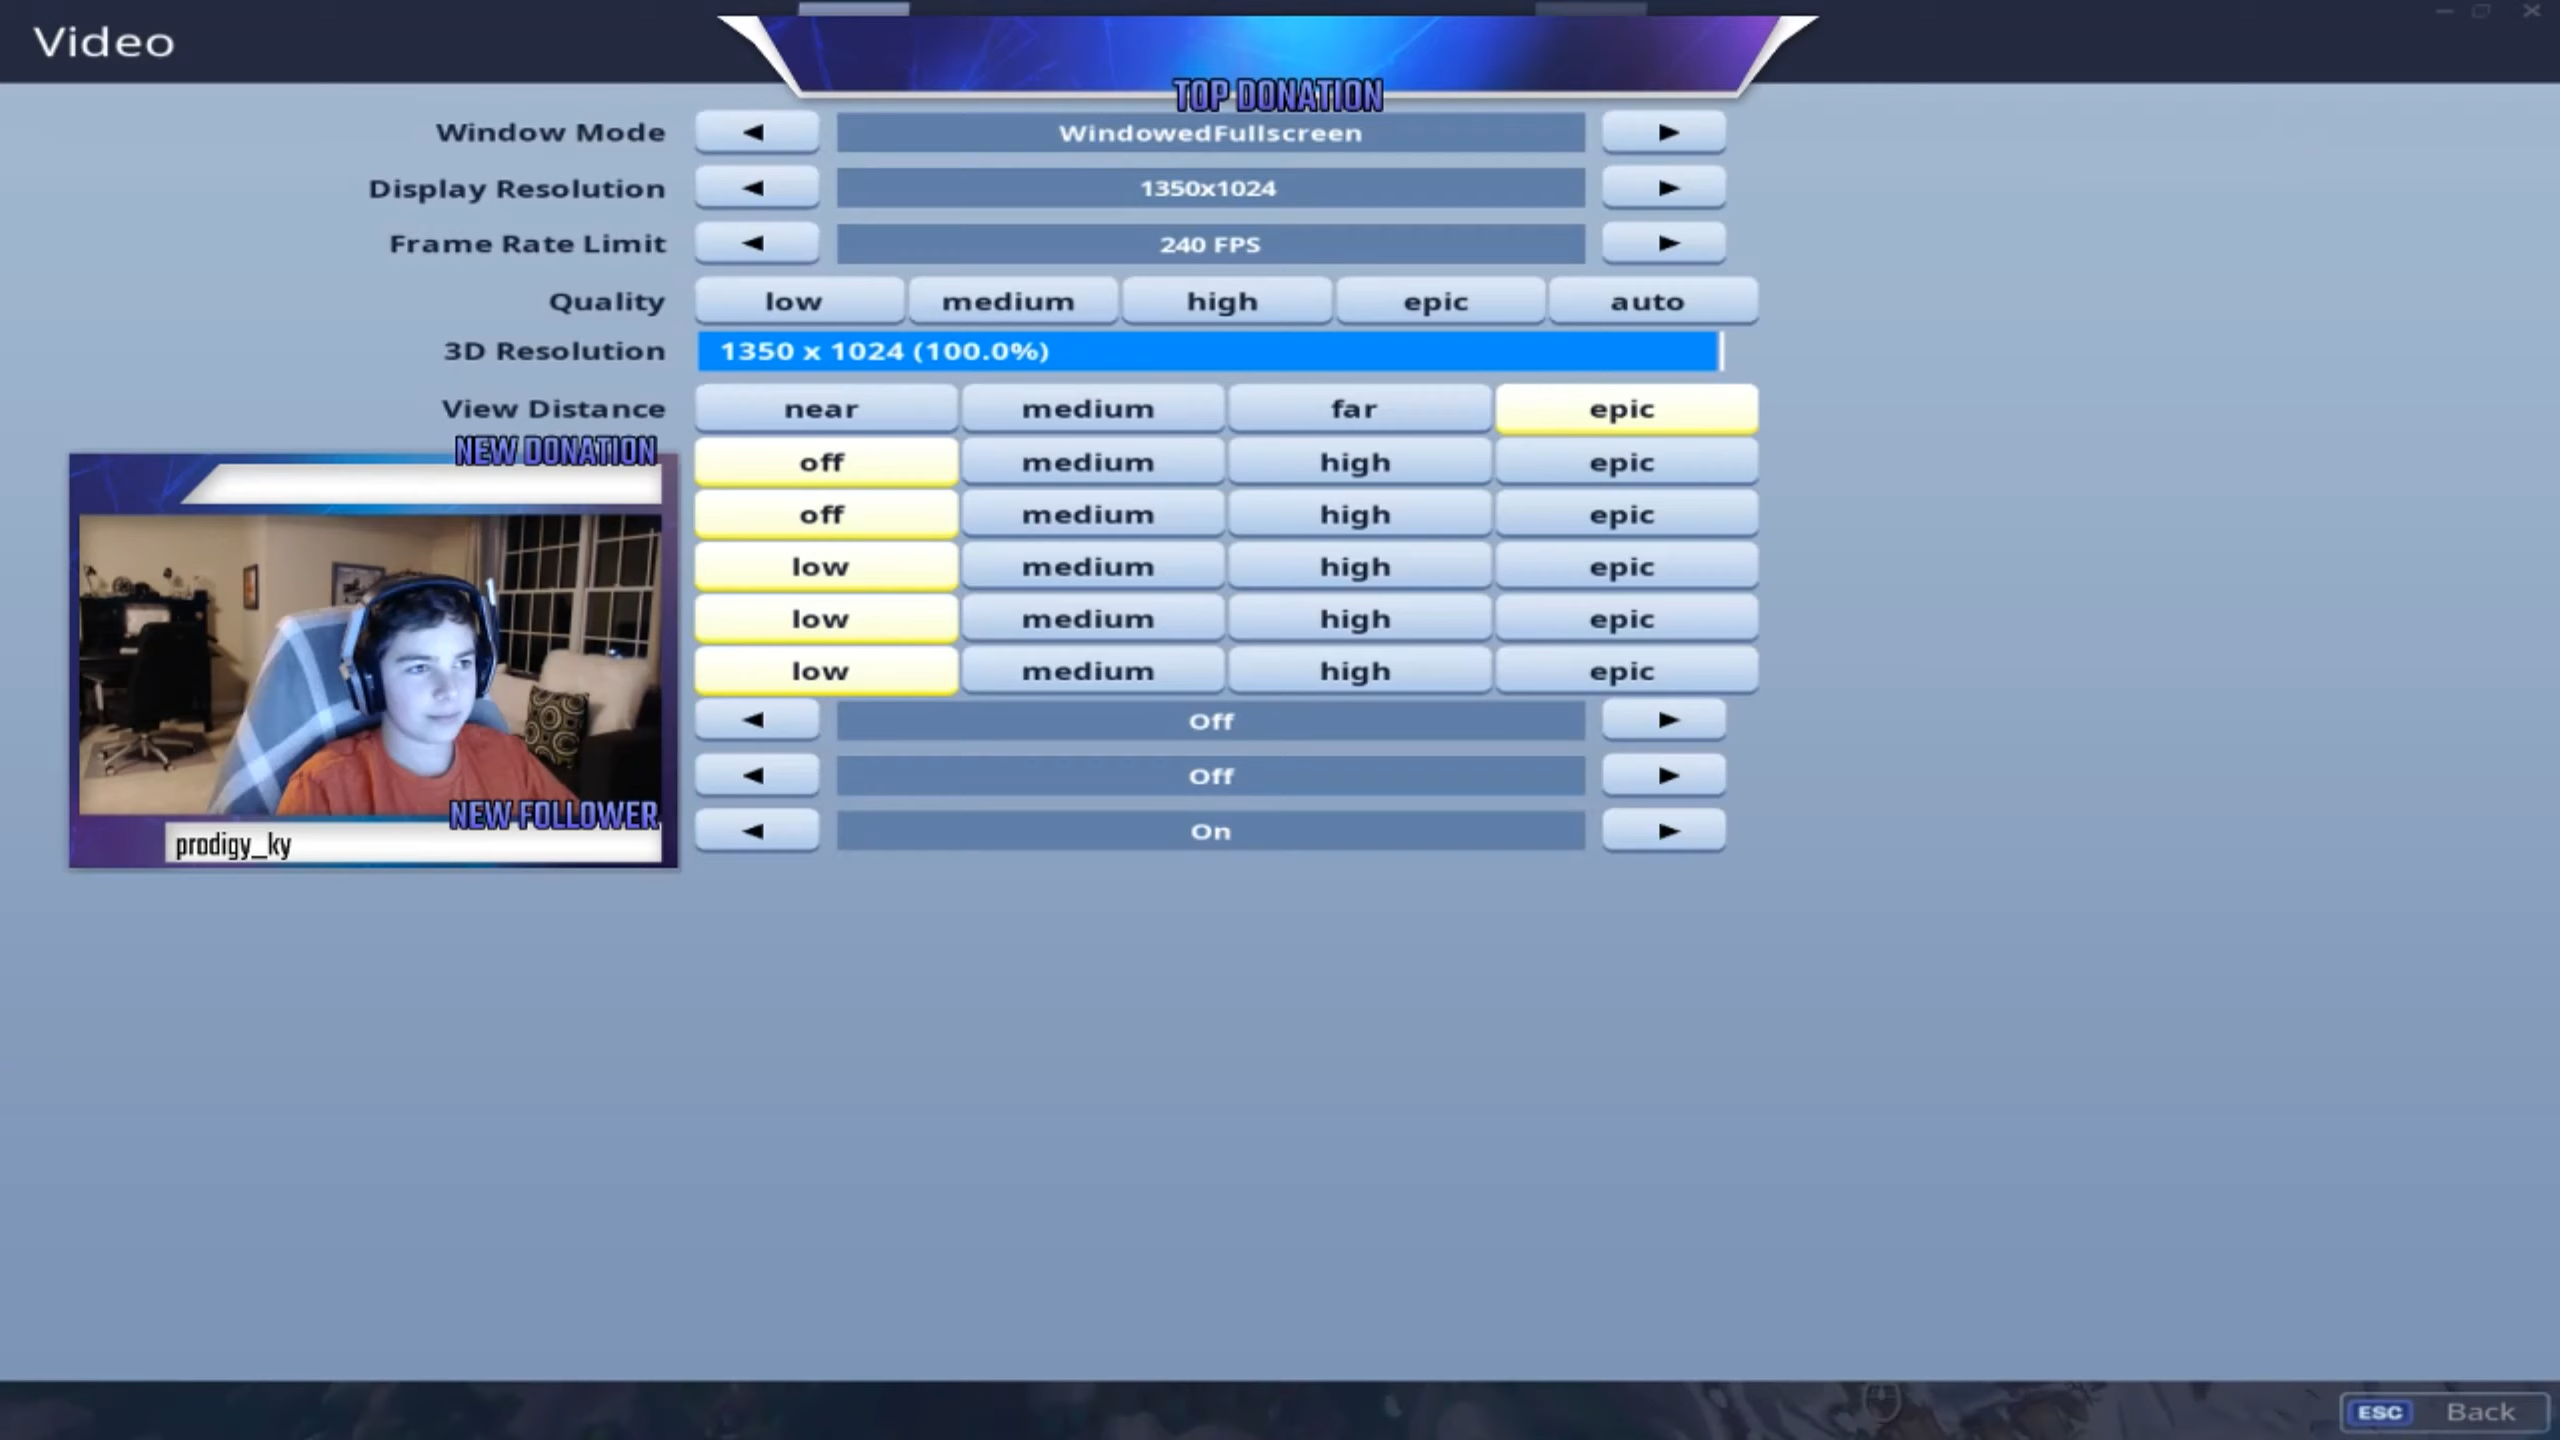 Video
TOP DONATION
Window Mode WindowedFullscreen
Display Resolution 1350x1024
Frame Rate Limit 240 FPS
Quality low medium high epic auto
3D Resolution 1350 x 1024 (100.0%)
View Distance near medium far epic
NEW DONATION
off medium high epic
off medium high epic
low medium high epic
low medium high epic
low medium high epic
Off
Off
NEW FOLLOWER
On
prodigy_ky
ESC Back